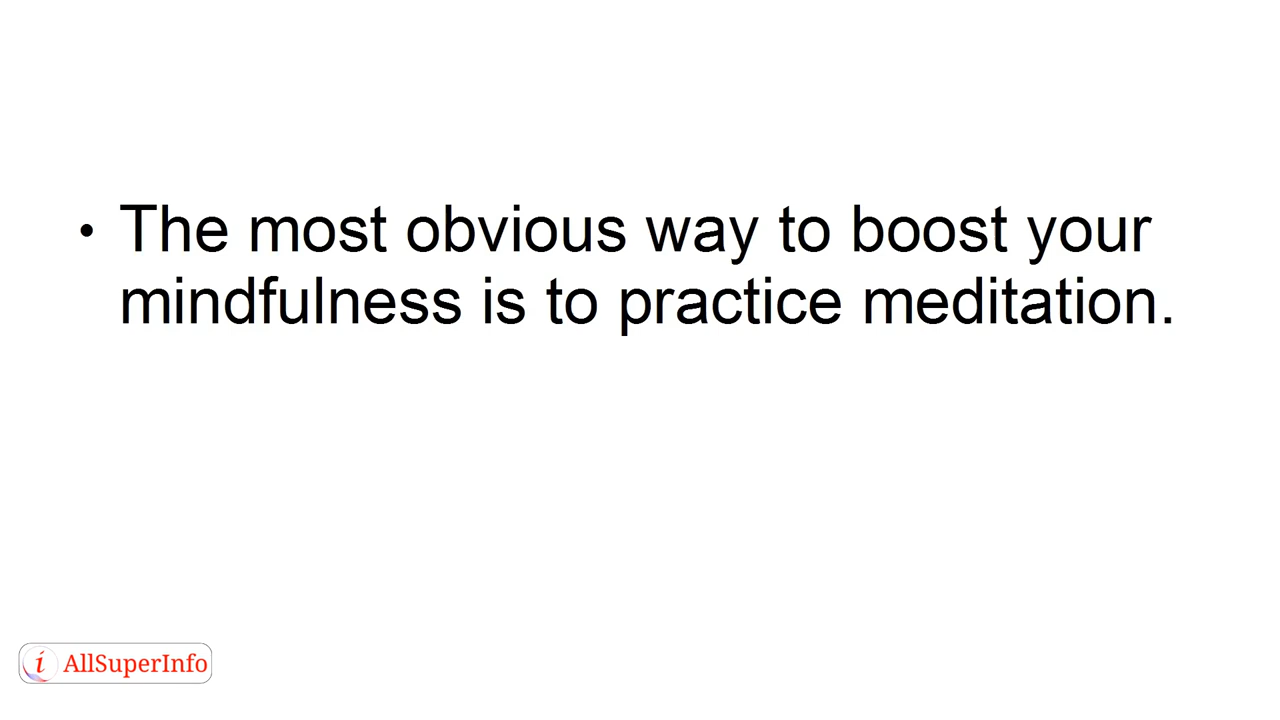 • The most obvious way to boost your
mindfulness is to practice meditation.
i AllSuperInfo